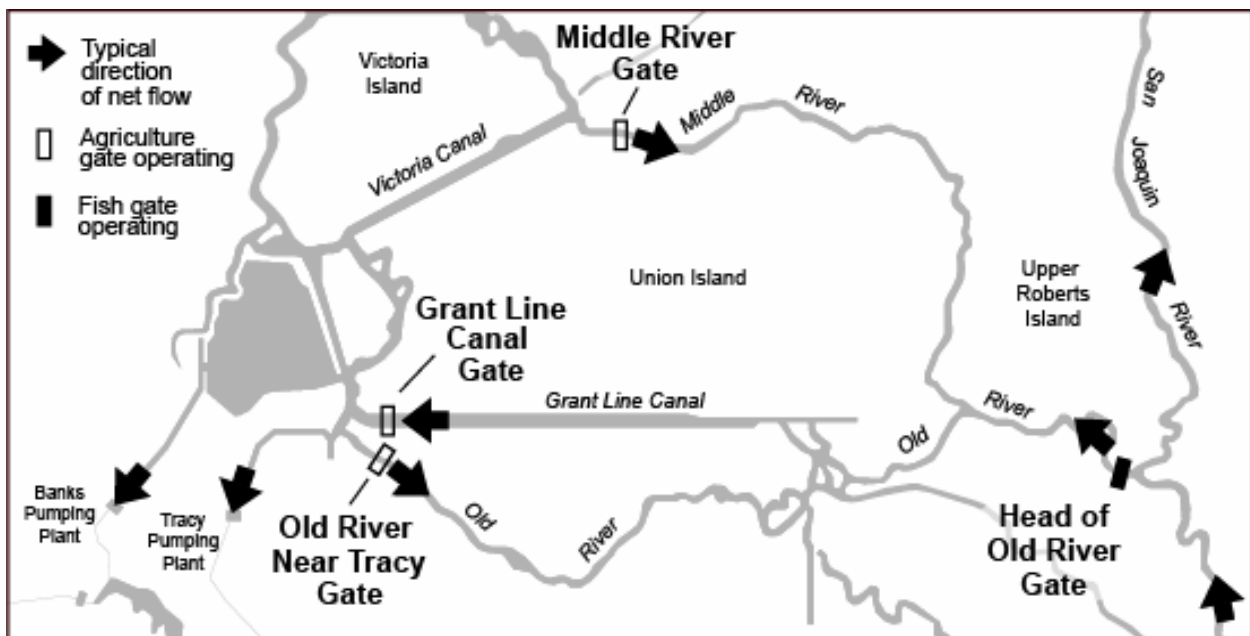 Typical
direction
of net flow
Agriculture
gate operating
Fish gate
operating
Victoria
Island
Middle River
Gate
Middle
River
San
Joaquin
River
Victoria Canal
Union Island
Upper
Roberts
Island
Grant Line
Canal
Gate
Grant Line Canal
River
Old
Banks
Pumping
Plant
Tracy
Pumping
Plant
Old River
Near Tracy
Gate
Old
River
Head of
Old River
Gate